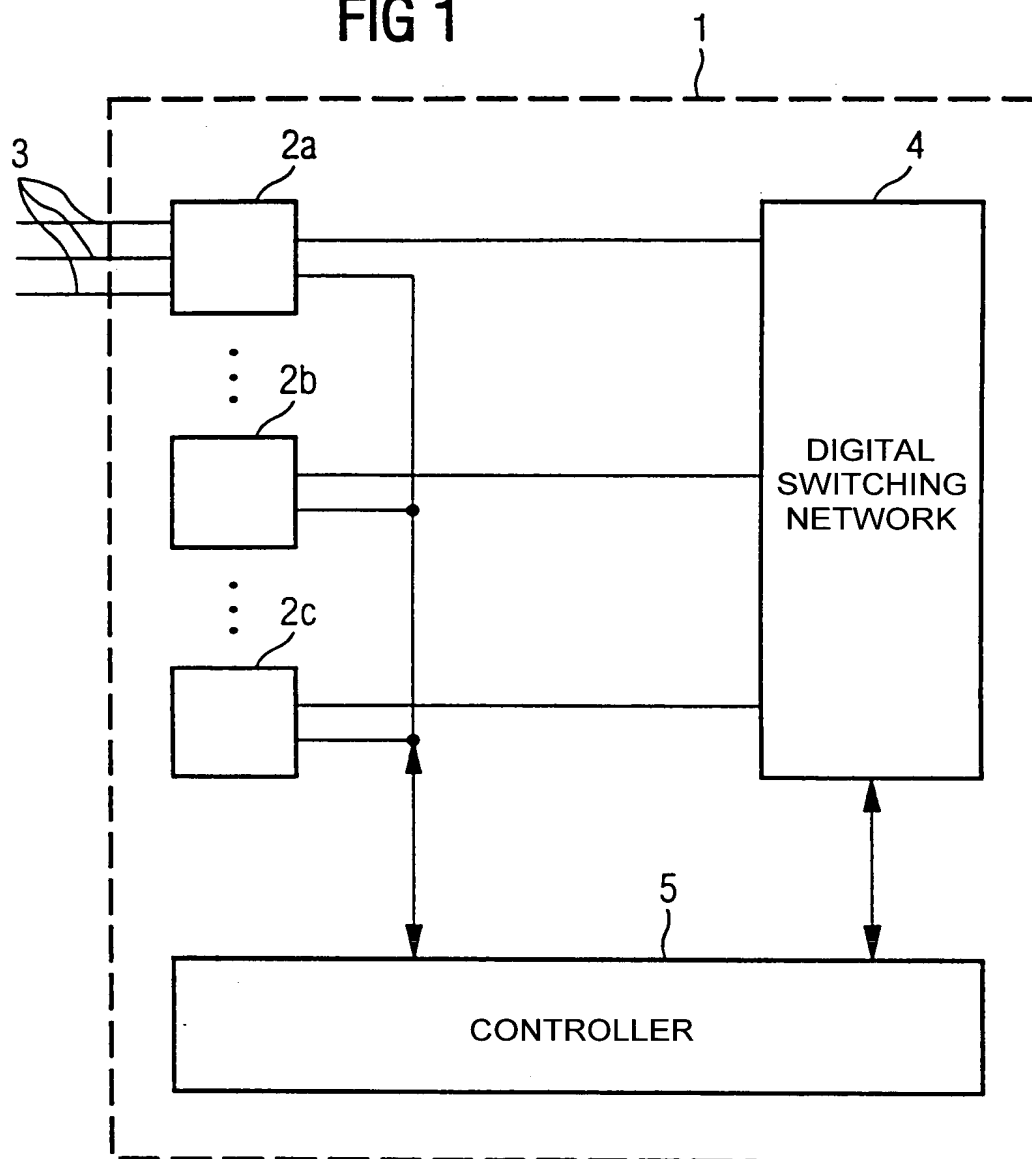 FIG 1
1
3
2a
4
2b
DIGITAL
SWITCHING
NETWORK
2c
5
CONTROLLER